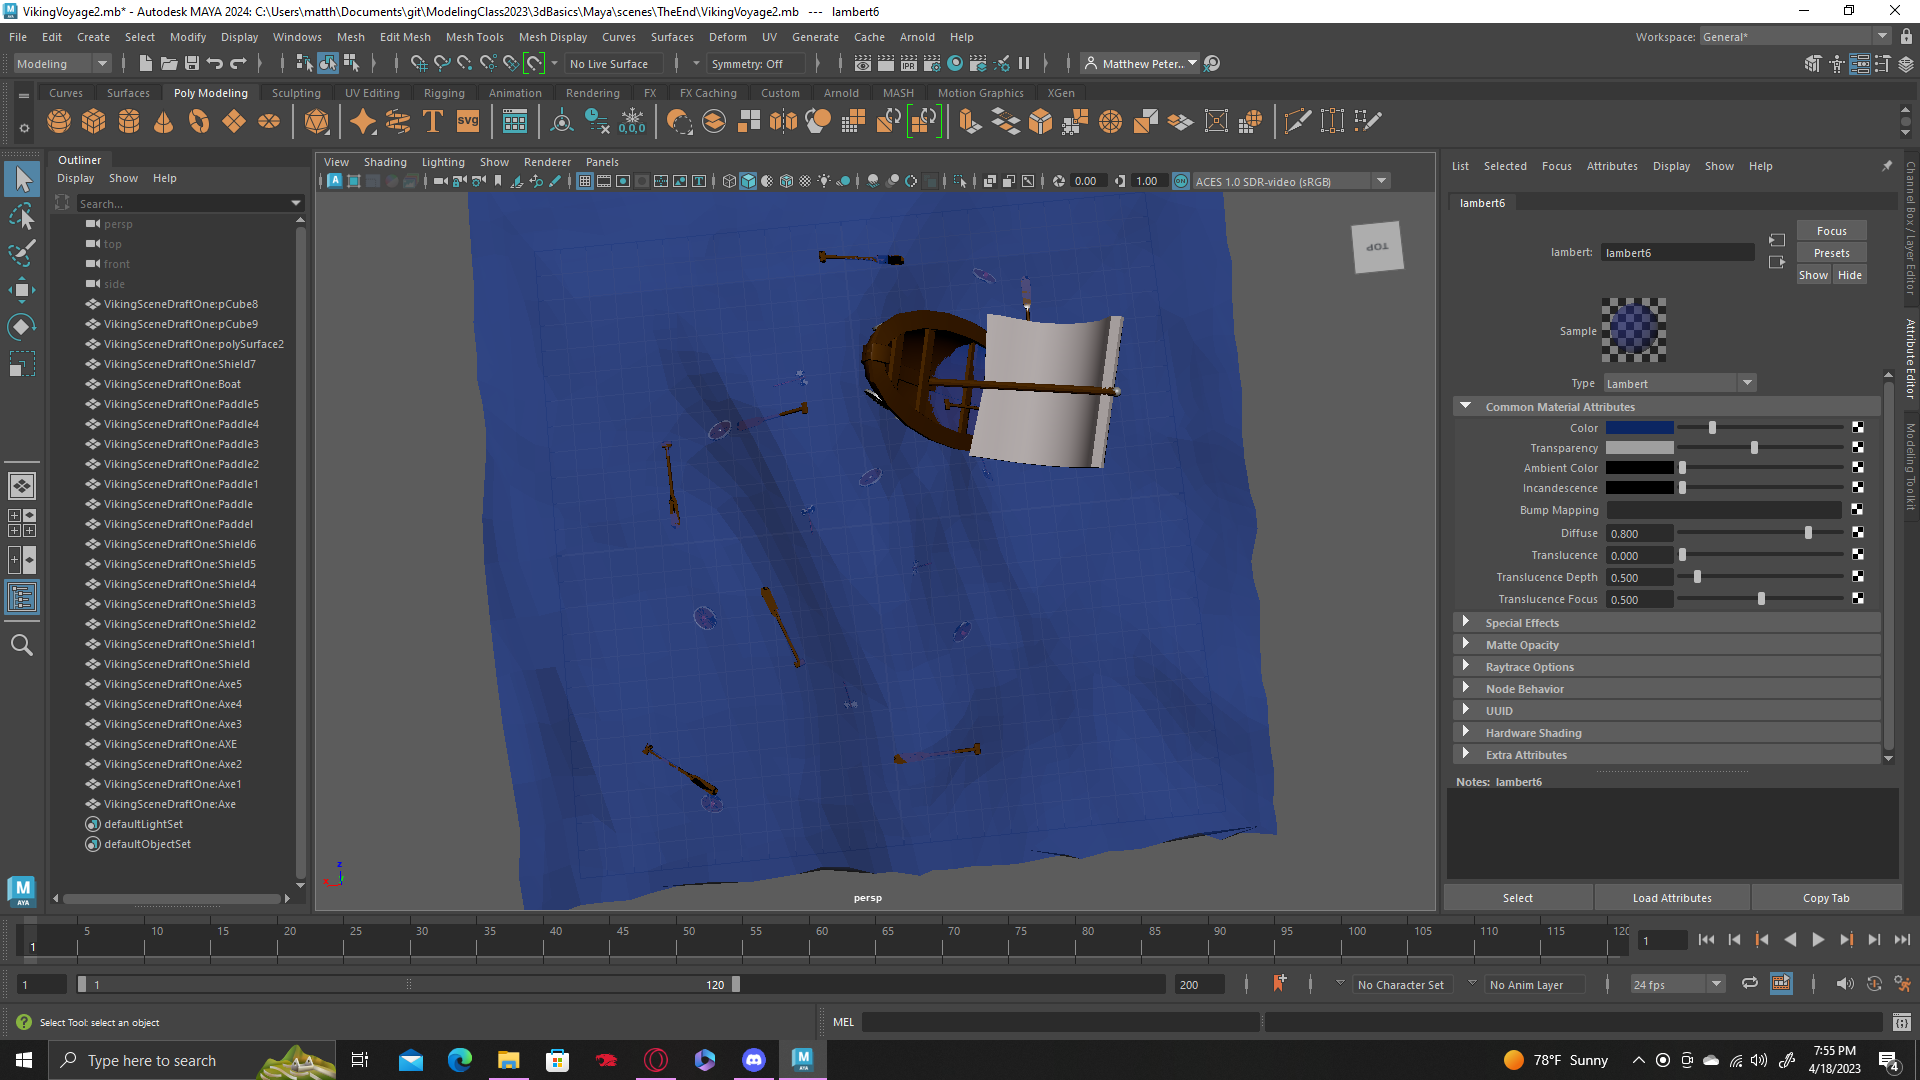 VikingVoyage2.mb* - Autodesk MAYA 2024: C:\Users\matth\Documents\git\ModelingClass2023\3dBasics\Maya\scenes\TheEnd\VikingVoyage2.mb --- lambert6
File Edit Create Select Modify Display Windows Mesh Edit Mesh Mesh Tools Mesh Display Curves Surfaces Deform UV Generate Cache Arnold Help
Workspace: General*
Modeling
No Live Surface
Symmetry: Off
Matthew Peter..
Curves Surfaces Poly Modeling Sculpting UV Editing Rigging Animation Rendering FX FX Caching Custom Arnold MASH Motion Graphics XGen
T
svg
0,0,0
Outliner
Display Show Help
Search...
persp
top
front
side
VikingSceneDraftOne:pCube8
VikingSceneDraftOne:pCube9
VikingSceneDraftOne:polySurface2
VikingSceneDraftOne:Shield7
VikingSceneDraftOne:Boat
VikingSceneDraftOne:Paddle5
VikingSceneDraftOne:Paddle4
VikingSceneDraftOne:Paddle3
VikingSceneDraftOne:Paddle2
VikingSceneDraftOne:Paddle1
VikingSceneDraftOne:Paddle
VikingSceneDraftOne:Paddel
VikingSceneDraftOne:Shield6
VikingSceneDraftOne:Shield5
VikingSceneDraftOne:Shield4
VikingSceneDraftOne:Shield3
VikingSceneDraftOne:Shield2
VikingSceneDraftOne:Shield1
VikingSceneDraftOne:Shield
VikingSceneDraftOne:Axe5
VikingSceneDraftOne:Axe4
VikingSceneDraftOne:Axe3
VikingSceneDraftOne:AXE
VikingSceneDraftOne:Axe2
VikingSceneDraftOne:Axe1
VikingSceneDraftOne:Axe
defaultLightSet
defaultObjectSet
View Shading Lighting Show Renderer Panels
0.00
1.00
ACES 1.0 SDR-video (sRGB)
TOP
z
x
persp
List Selected Focus Attributes Display Show Help
lambert6
lambert: lambert6
Focus
Presets
Show Hide
Sample
Type Lambert
Common Material Attributes
Color
Transparency
Ambient Color
Incandescence
Bump Mapping
Diffuse 0.800
Translucence 0.000
Translucence Depth 0.500
Translucence Focus 0.500
Special Effects
Matte Opacity
Raytrace Options
Node Behavior
UUID
Hardware Shading
Extra Attributes
Notes: lambert6
Select Load Attributes Copy Tab
Channel Box / Layer Editor
Attribute Editor
Modeling Toolkit
M
AYA
1 5 10 15 20 25 30 35 40 45 50 55 60 65 70 75 80 85 90 95 100 105 110 115 120
1
1 1 120 200
No Character Set
No Anim Layer
24 fps
Select Tool: select an object
MEL
Type here to search
78°F Sunny
7:55 PM
4/18/2023
4